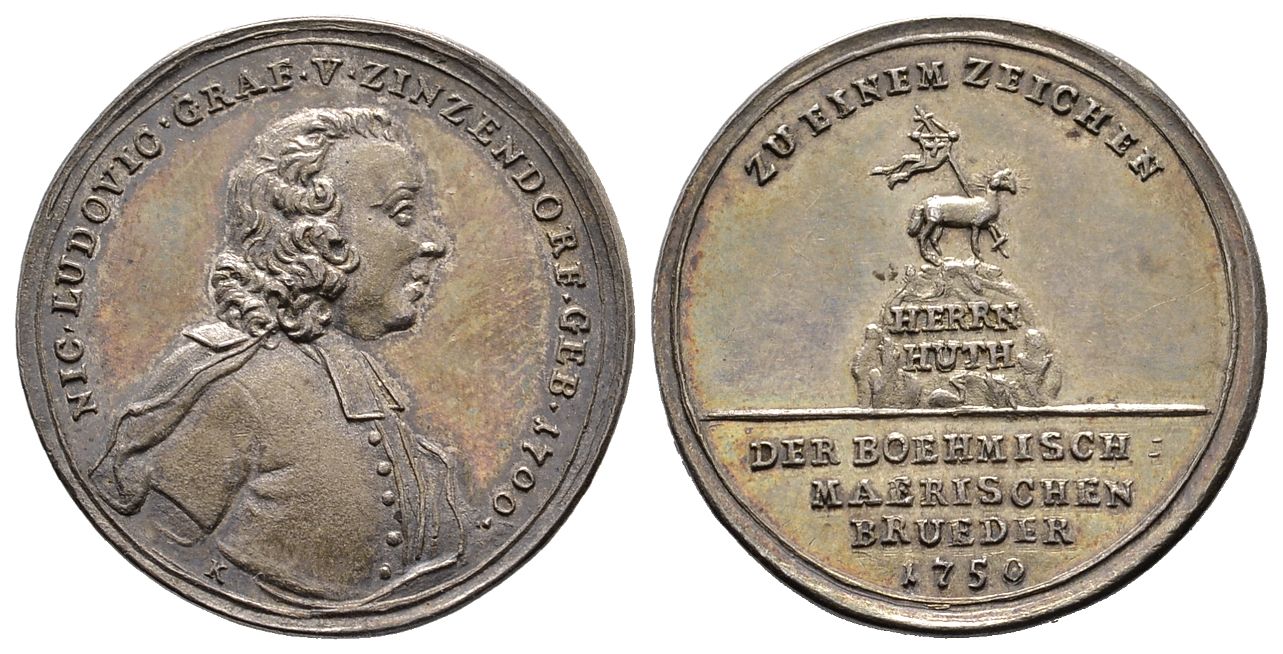 NIC · LUDOVIC · GRAF · V · ZINZENDORF · GEB · 1700 .
K
ZU EINEM ZEICHEN
HERRN
HUTH
DER BOEHMISCH -
MAERISCHEN
BRUEDER
1750